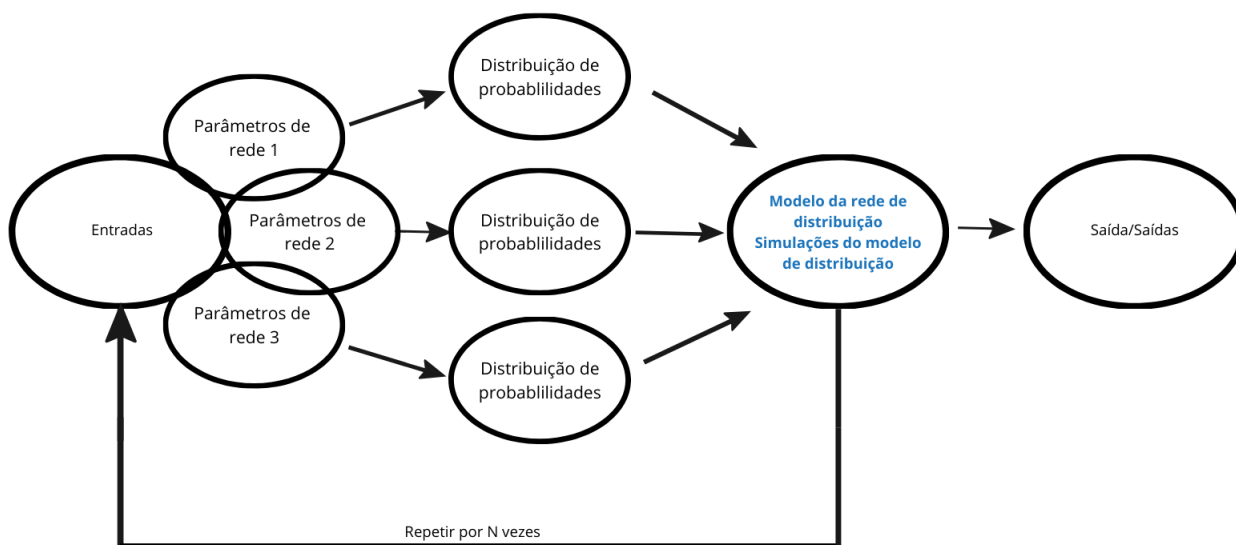 Distribuição de
probablilidades
Parâmetros de
rede 1
Entradas
Parâmetros de
rede 2
Distribuição de
probablilidades
Modelo da rede de
distribuição
Simulações do modelo
de distribuição
Saída/Saídas
Parâmetros de
rede 3
Distribuição de
probablilidades
Repetir por N vezes